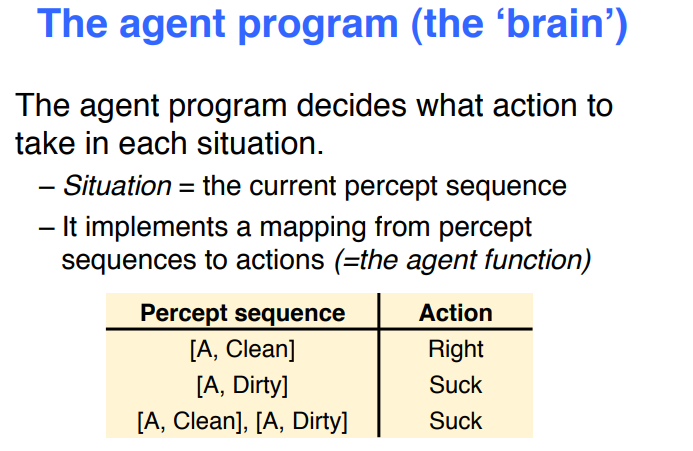 The agent program (the ‘brain’)
The agent program decides what action to
take in each situation.
– Situation = the current percept sequence
– It implements a mapping from percept
sequences to actions (=the agent function)
Percept sequence Action
[A, Clean] Right
[A, Dirty] Suck
[A, Clean], [A, Dirty] Suck